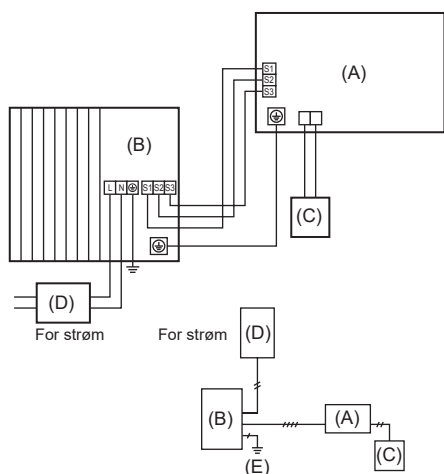 (A)
S1
S2
S3
(B)
L N S1 S2 S3
(C)
(D)
For strøm
For strøm
(D)
(B)
(A)
(C)
(E)